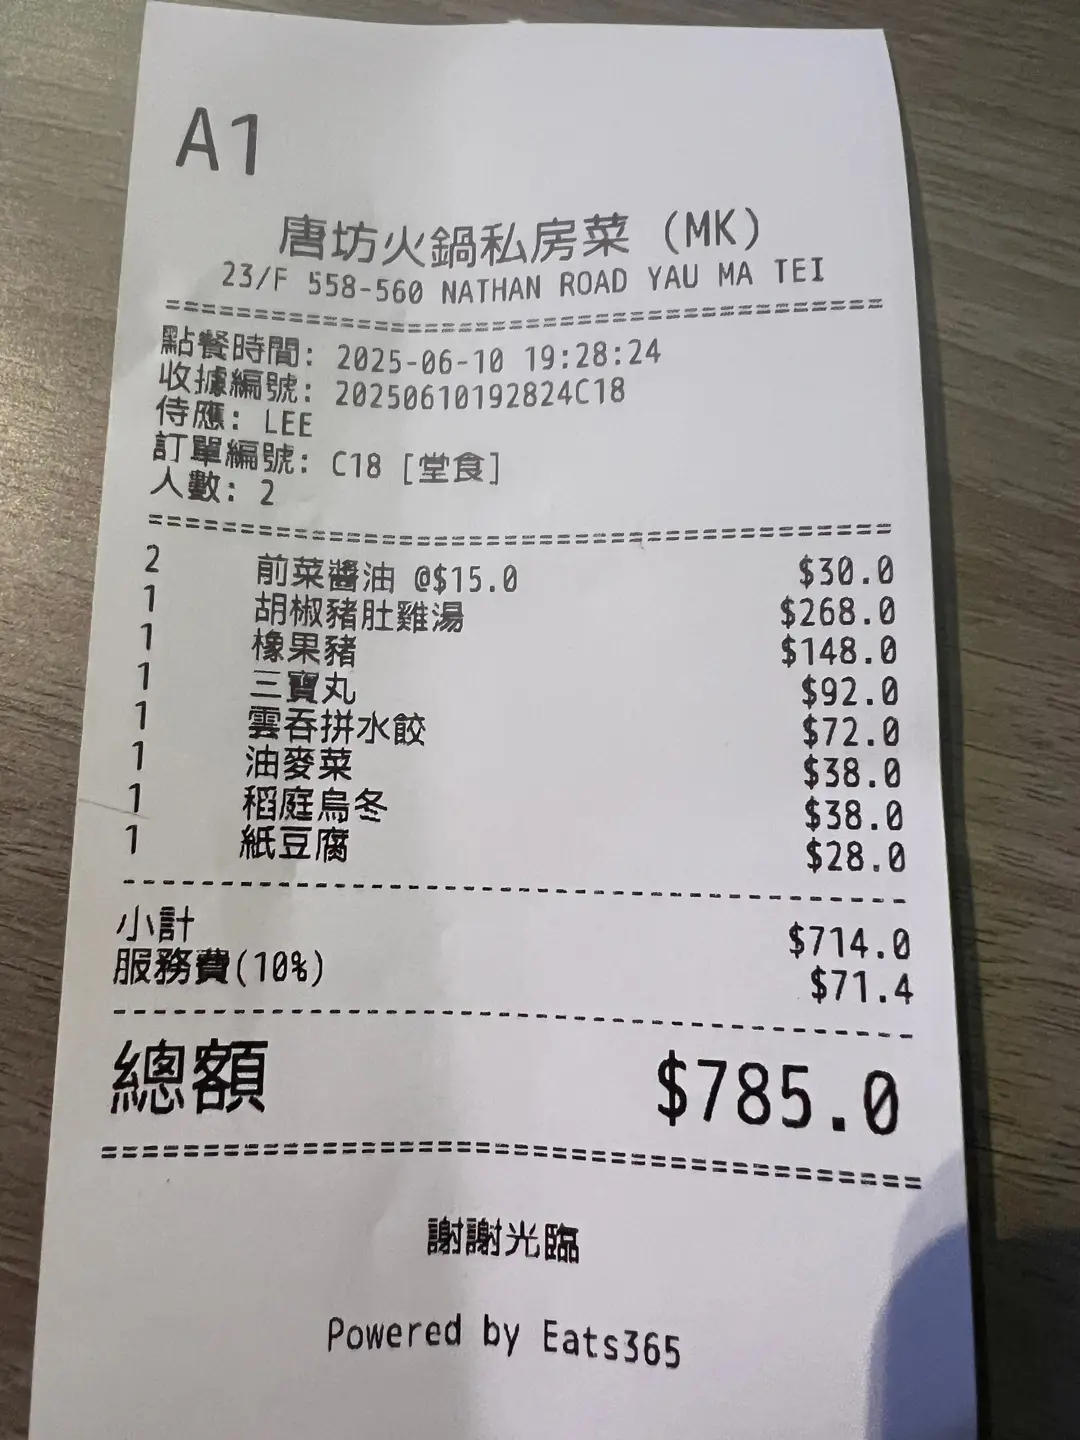 A1
唐坊火鍋私房菜 (MK)
23/F 558-560 NATHAN ROAD YAU MA TEI
點餐時間: 2025-06-10 19:28:24
收據編號: 20250610192824C18
侍應: LEE
訂單編號: C18 [堂食]
人數: 2
2 前菜醬油 @$15.0 $30.0
1 胡椒豬肚雞湯 $268.0
1 橡果豬 $148.0
1 三寶丸 $92.0
1 雲吞拼水餃 $72.0
1 油麥菜 $38.0
1 稻庭烏冬 $38.0
1 紙豆腐 $28.0
小計 $714.0
服務費(10%) $71.4
總額 $785.0
謝謝光臨
Powered by Eats365